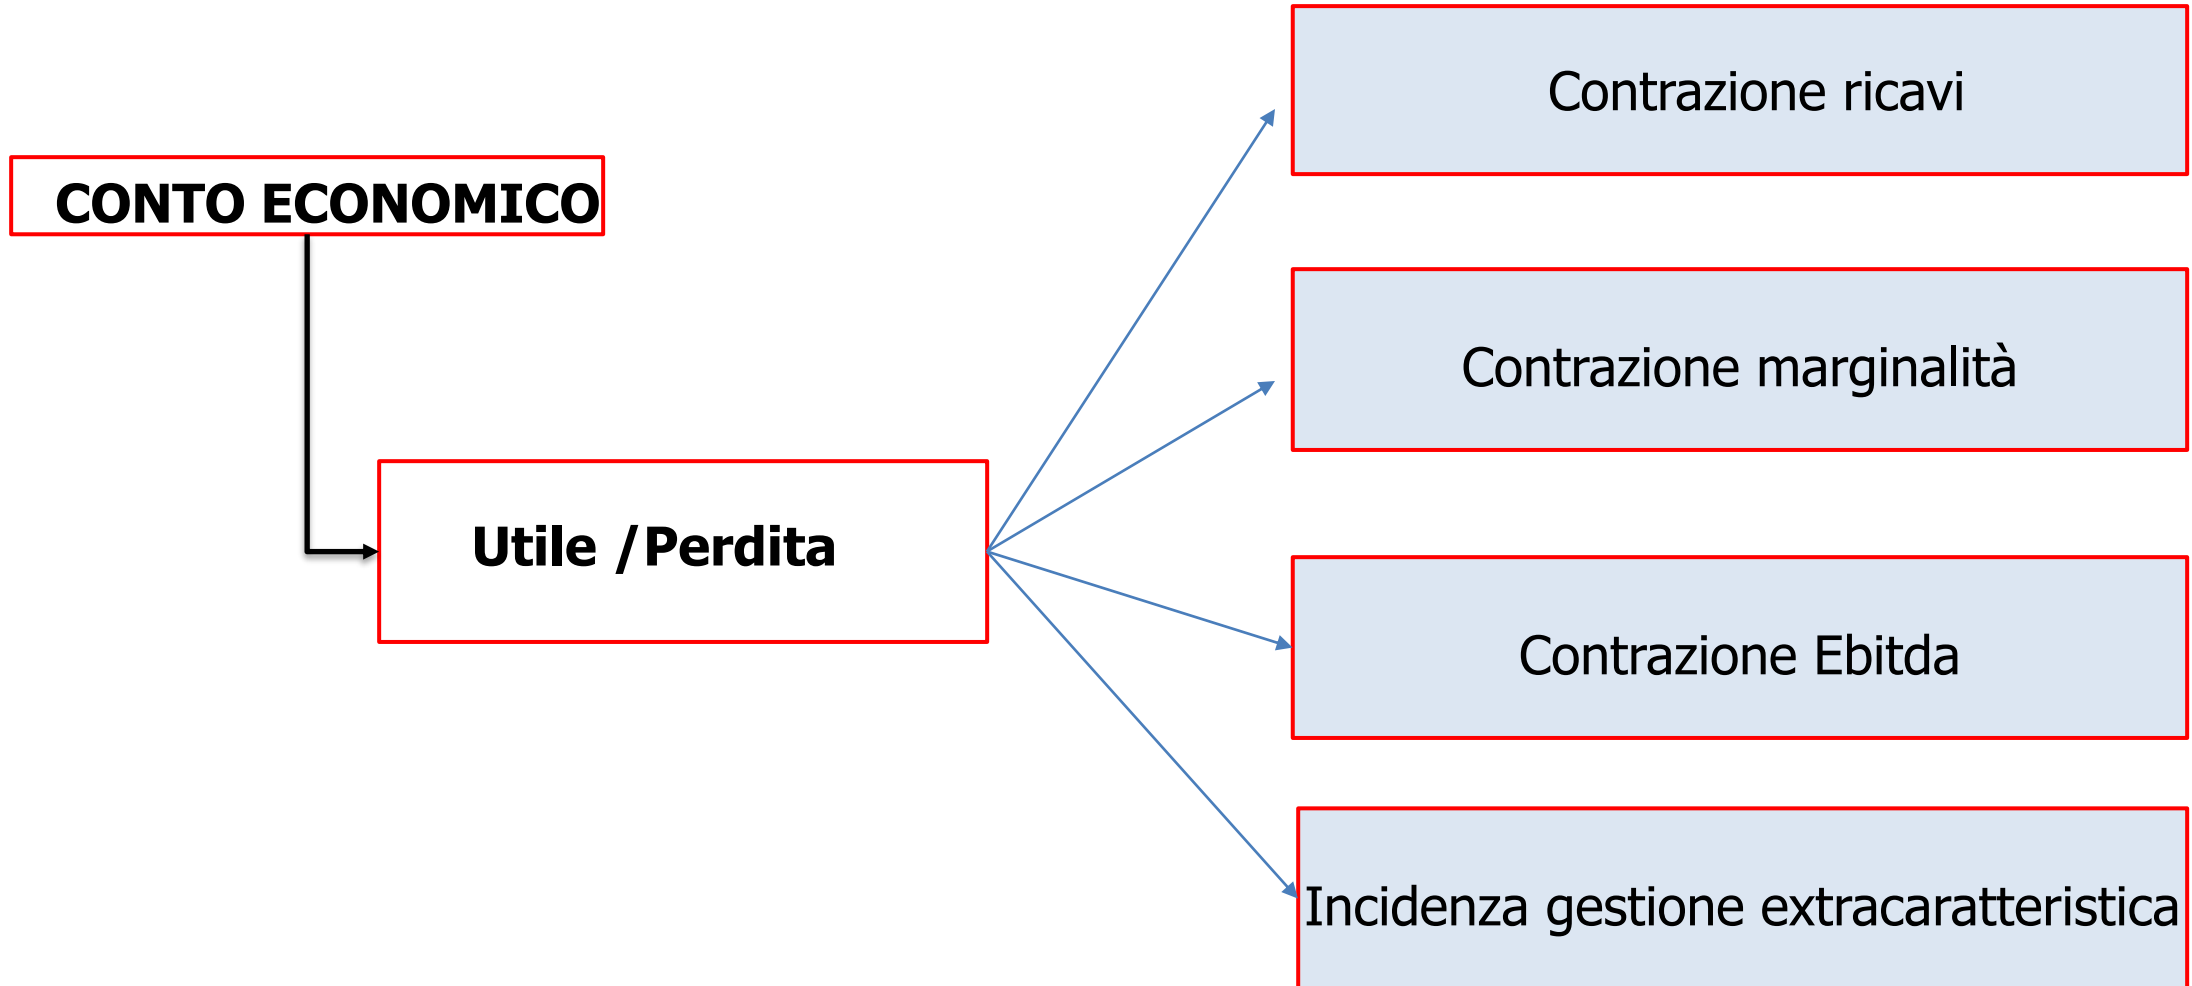 CONTO ECONOMICO
Utile /Perdita
Contrazione ricavi
Contrazione marginalità
Contrazione Ebitda
Incidenza gestione extracaratteristica